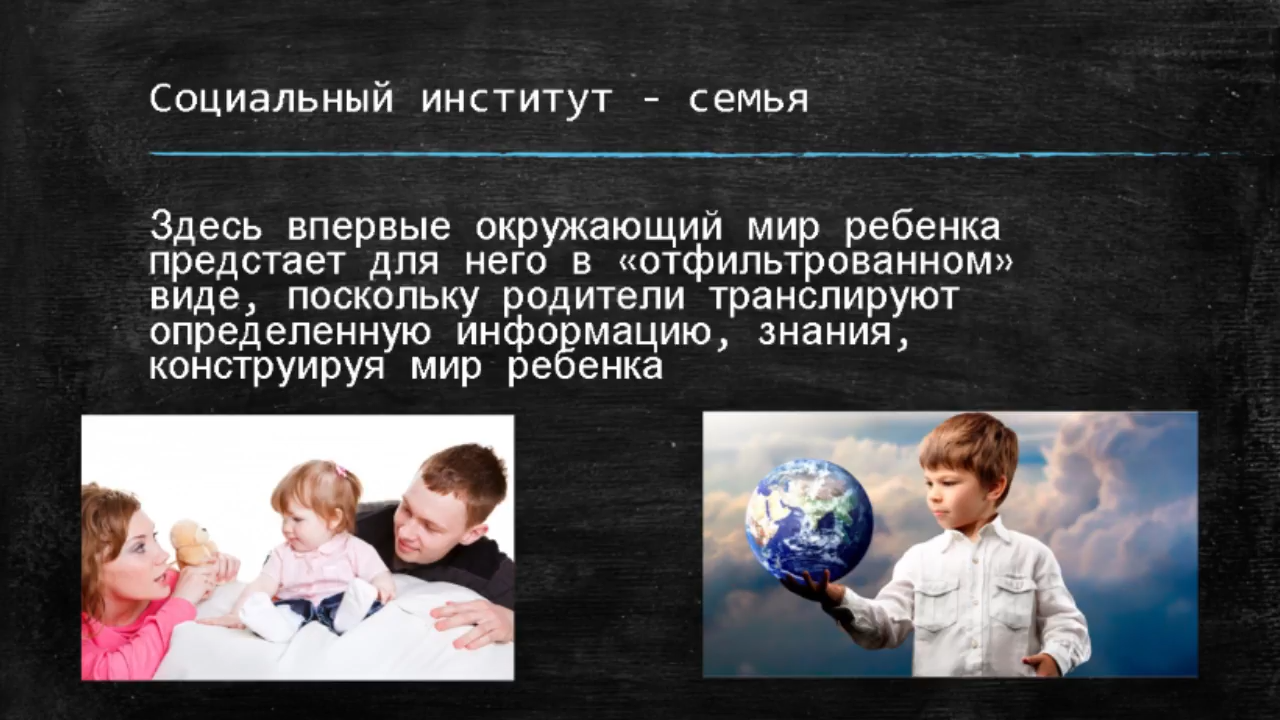 Социальный институт - семья
Здесь впервые окружающий мир ребенка
предстает для него в «отфильтрованном»
виде, поскольку родители транслируют
определенную информацию, знания,
конструируя мир ребенка